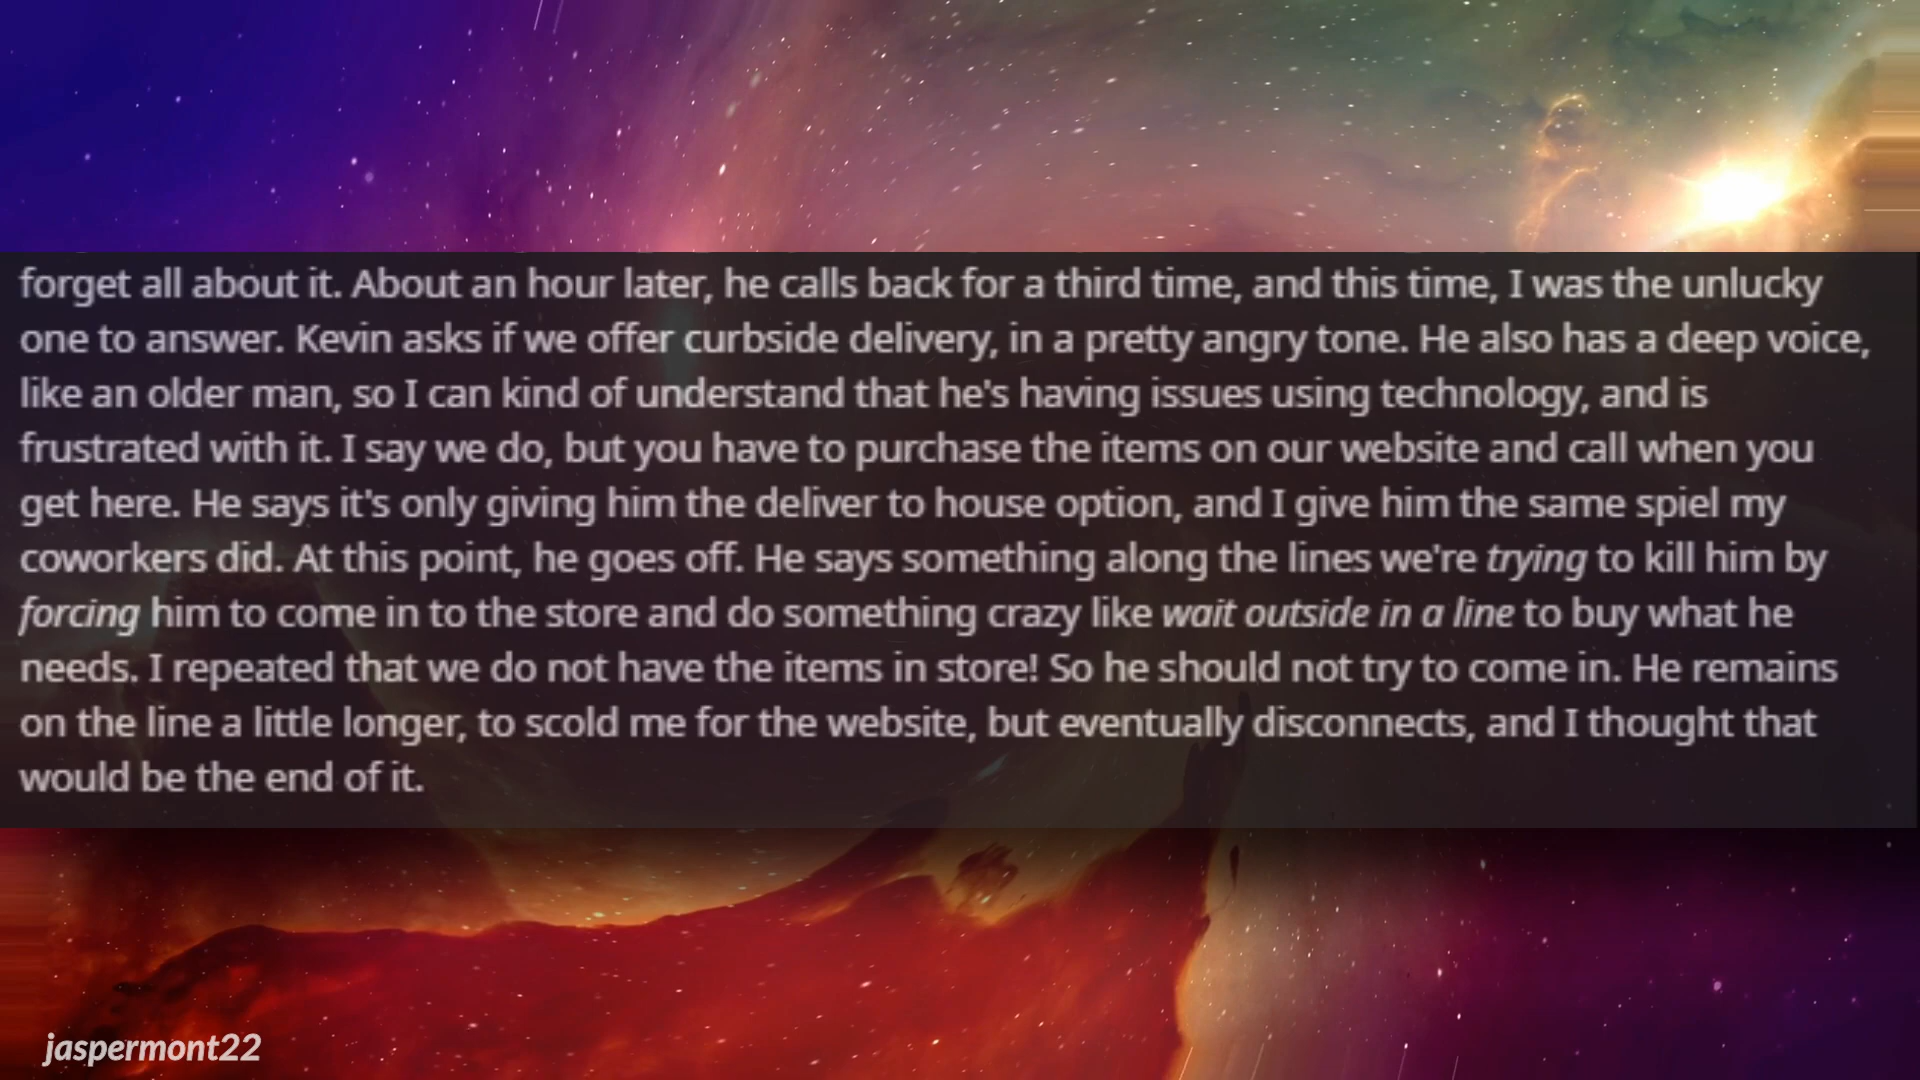 forget all about it. About an hour later, he calls back for a third time, and this time, I was the unlucky
one to answer. Kevin asks if we offer curbside delivery, in a pretty angry tone. He also has a deep voice,
like an older man, so I can kind of understand that he's having issues using technology, and is
frustrated with it. I say we do, but you have to purchase the items on our website and call when you
get here. He says it's only giving him the deliver to house option, and I give him the same spiel my
coworkers did. At this point, he goes off. He says something along the lines we're trying to kill him by
forcing him to come in to the store and do something crazy like wait outside in a line to buy what he
needs. I repeated that we do not have the items in store! So he should not try to come in. He remains
on the line a little longer, to scold me for the website, but eventually disconnects, and I thought that
would be the end of it.
jaspermont22